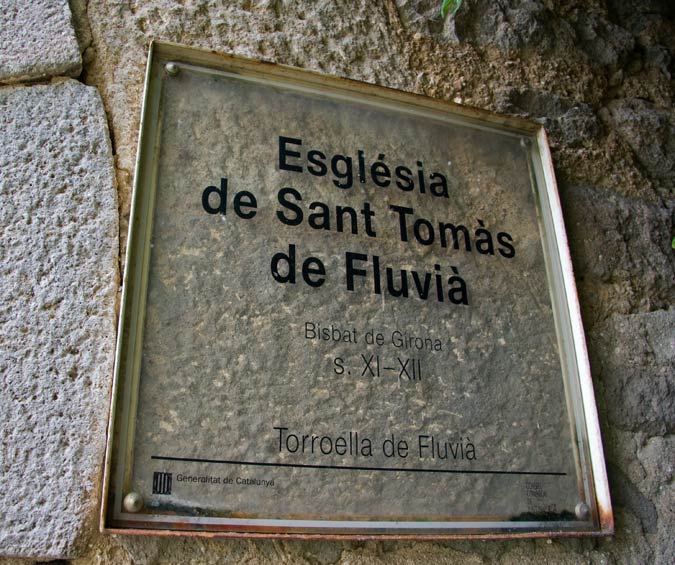 Església
de Sant Tomàs
de Fluvià
Bisbat de Girona
s. XI–XII
Torroella de Fluvià
Generalitat de Catalunya